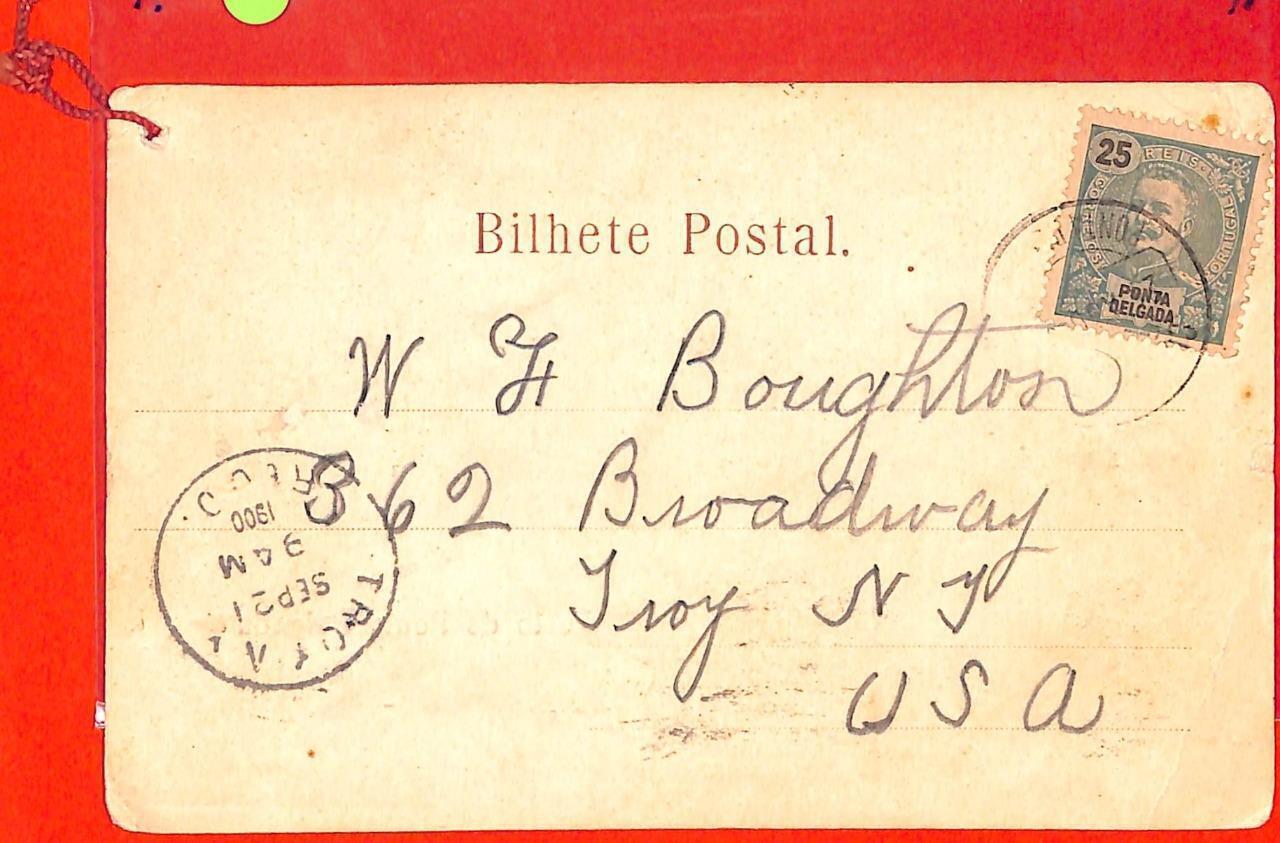 25
REIS
CORREIOS
PORTUGAL
PONTA
DELGADA
Bilhete Postal.
W H Boughton
362 Broadway
Troy N Y
U S A
TROY
SEP 21
9 AM
1900
REC'D.